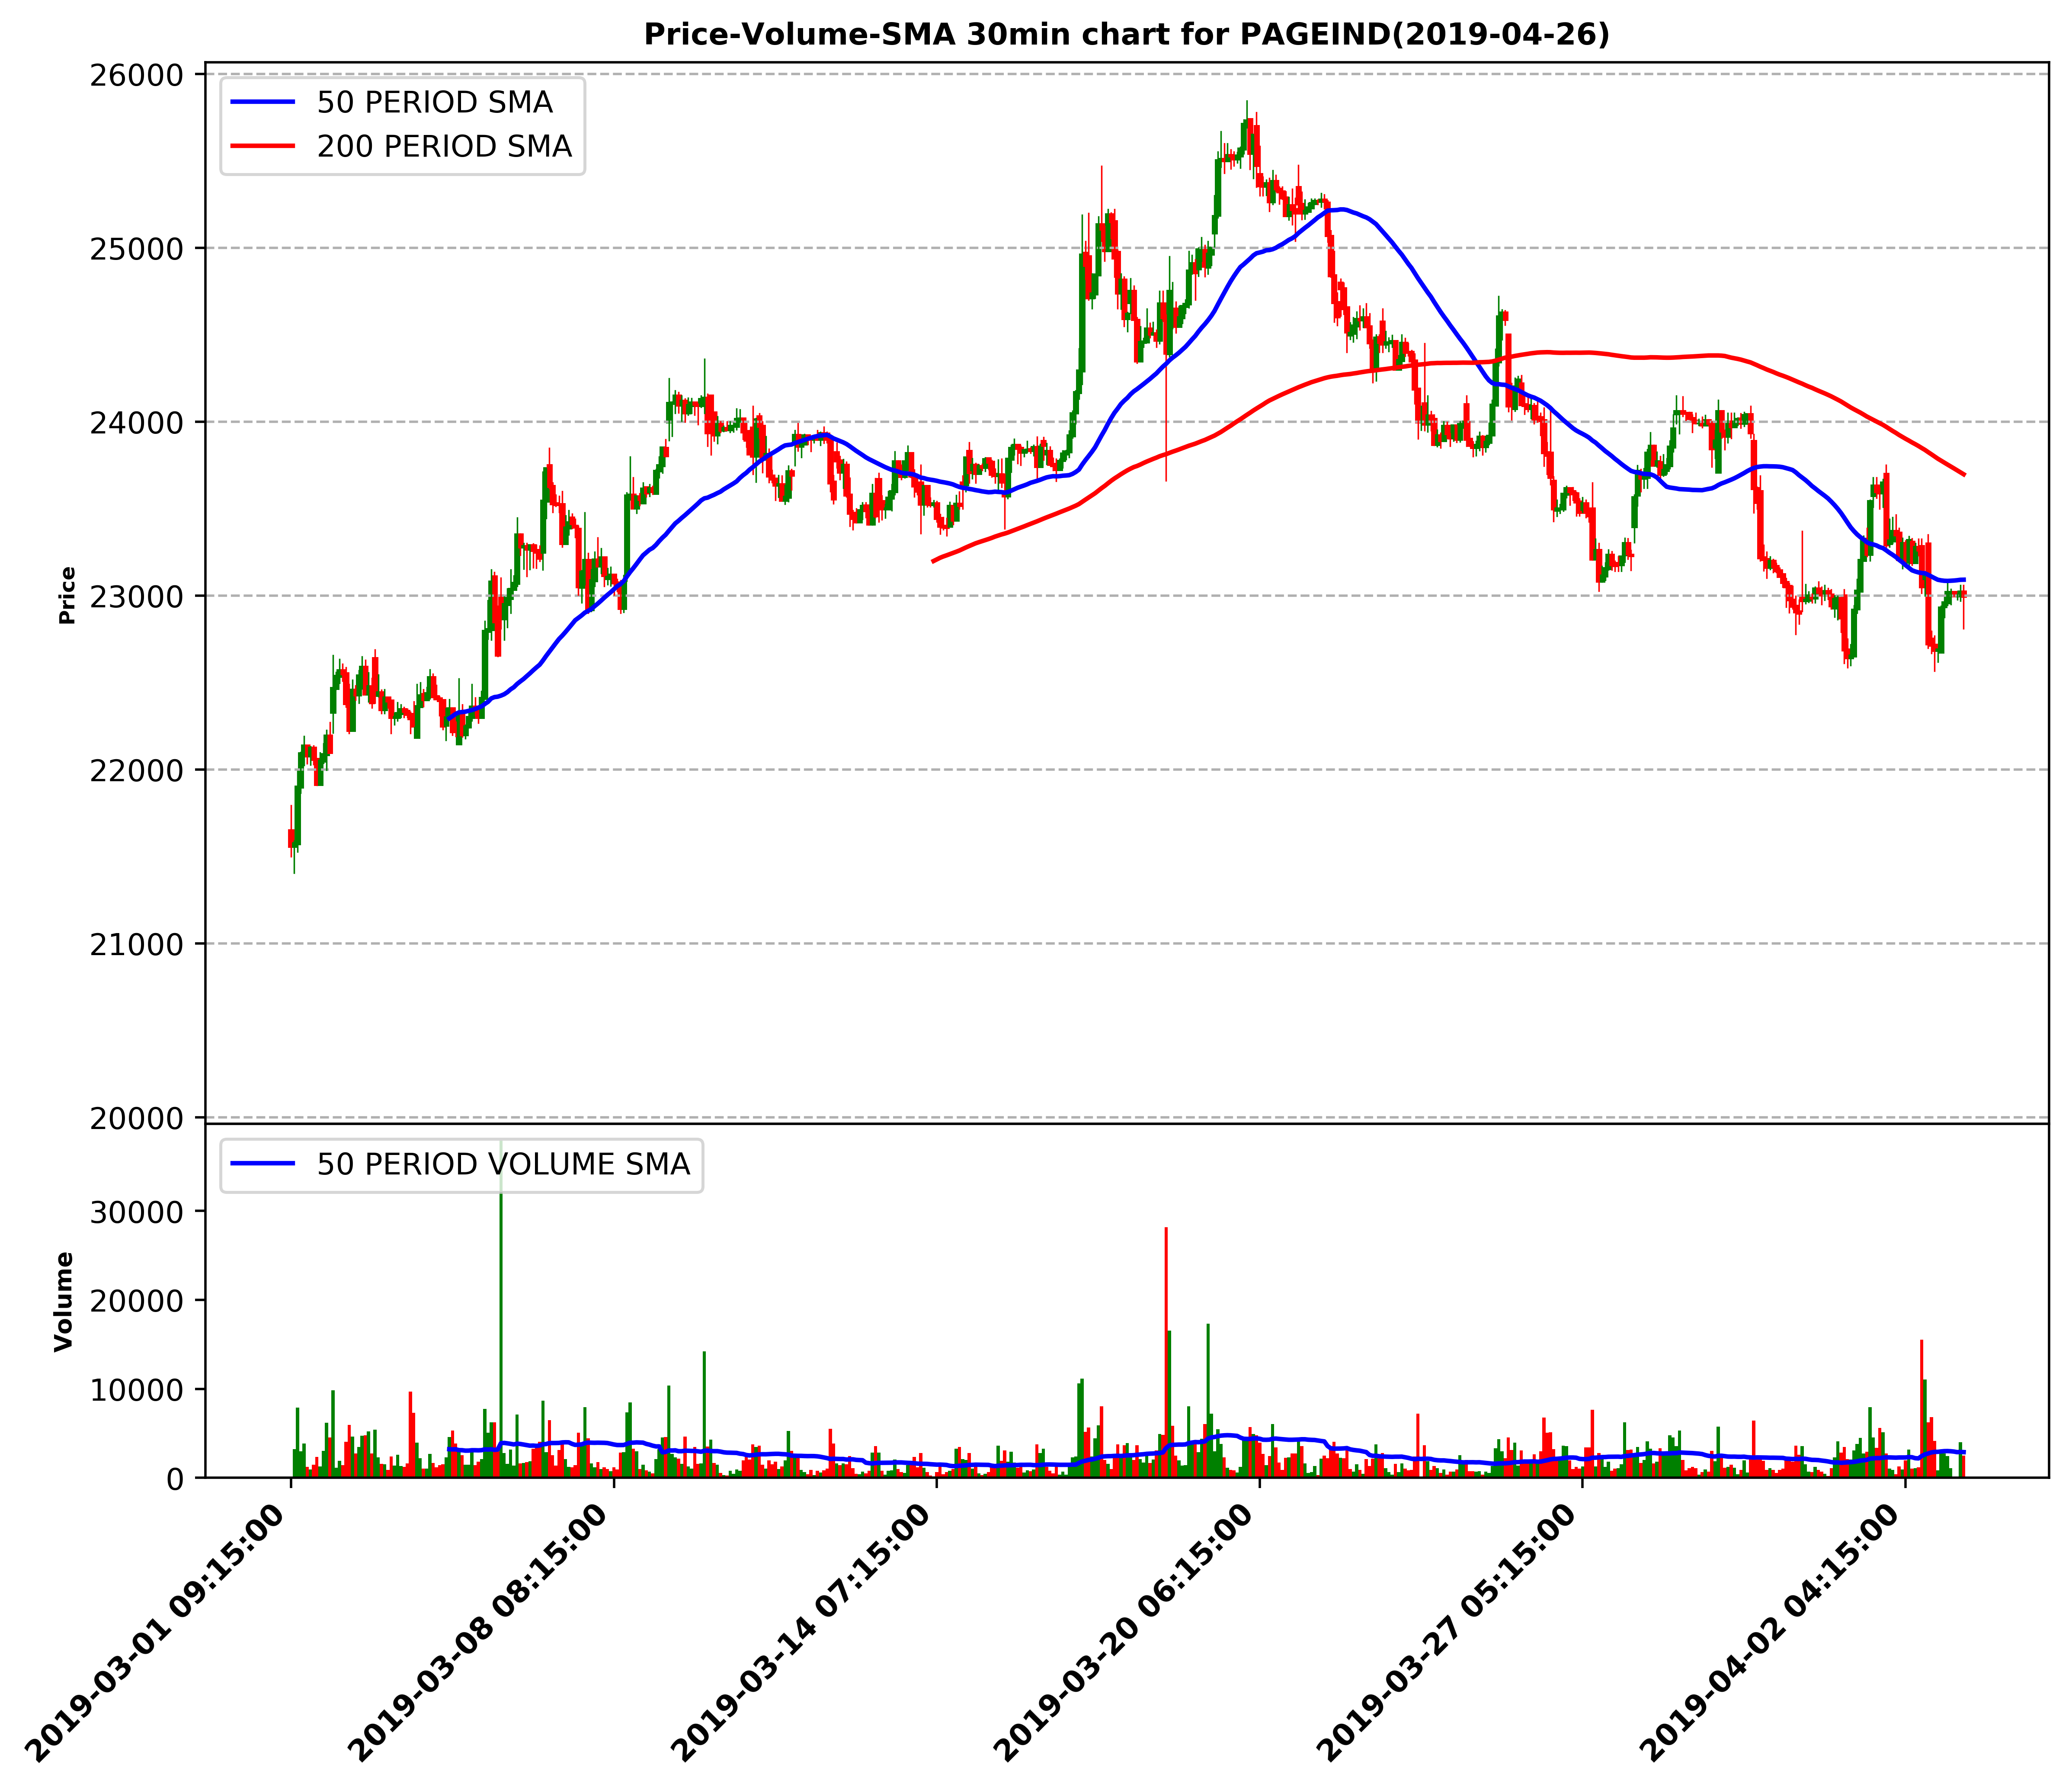 Price-Volume-SMA 30min chart for PAGEIND(2019-04-26)
26000
25000
24000
23000
22000
21000
20000
Price
50 PERIOD SMA
200 PERIOD SMA
50 PERIOD VOLUME SMA
30000
20000
10000
0
Volume
2019-03-01 09:15:00
2019-03-08 08:15:00
2019-03-14 07:15:00
2019-03-20 06:15:00
2019-03-27 05:15:00
2019-04-02 04:15:00